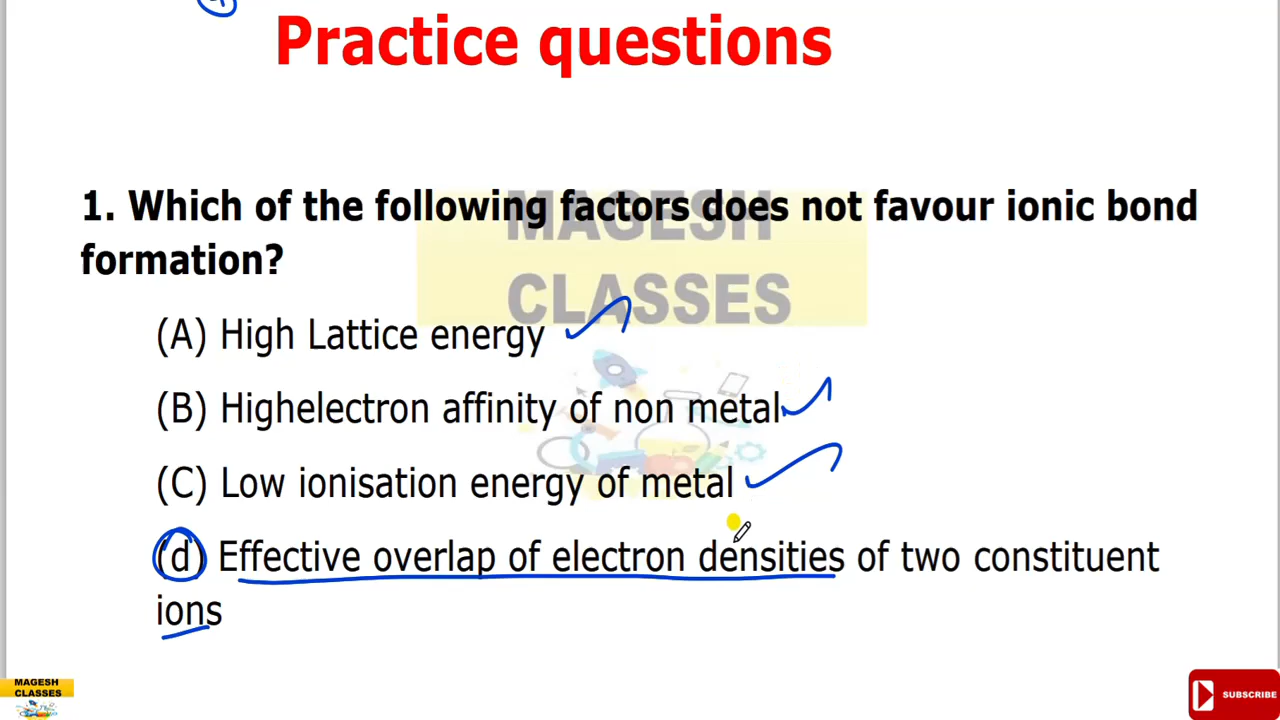 Practice questions
MAGESH
CLASSES
1. Which of the following factors does not favour ionic bond
formation?
(A) High Lattice energy
(B) Highelectron affinity of non metal
(C) Low ionisation energy of metal
(d) Effective overlap of electron densities of two constituent
ions
MAGESH
CLASSES
SUBSCRIBE